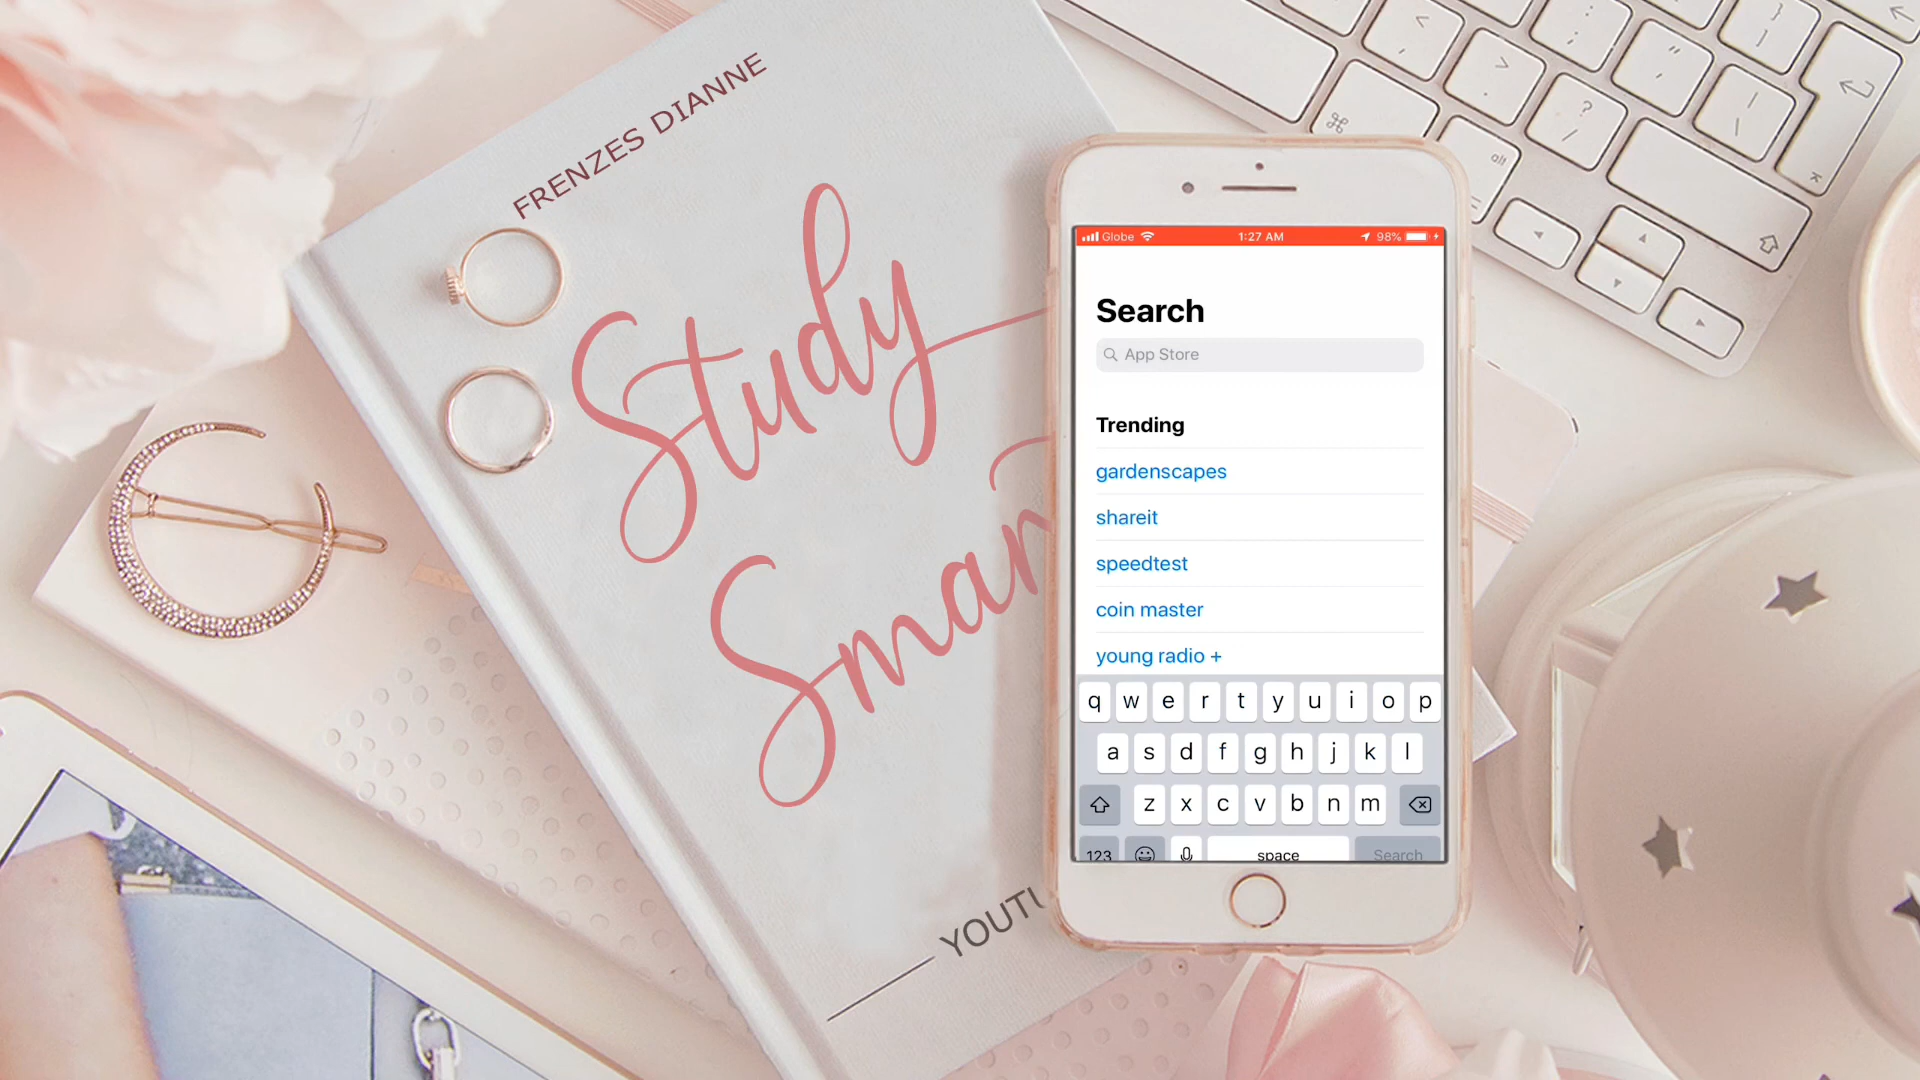 FRENZES DIANNE
Study
Smar
YOUTU
Globe 1:27 AM 98%
Search
App Store
Trending
gardenscapes
shareit
speedtest
coin master
young radio +
q w e r t y u i o p
a s d f g h j k l
z x c v b n m
123 space Search
alt